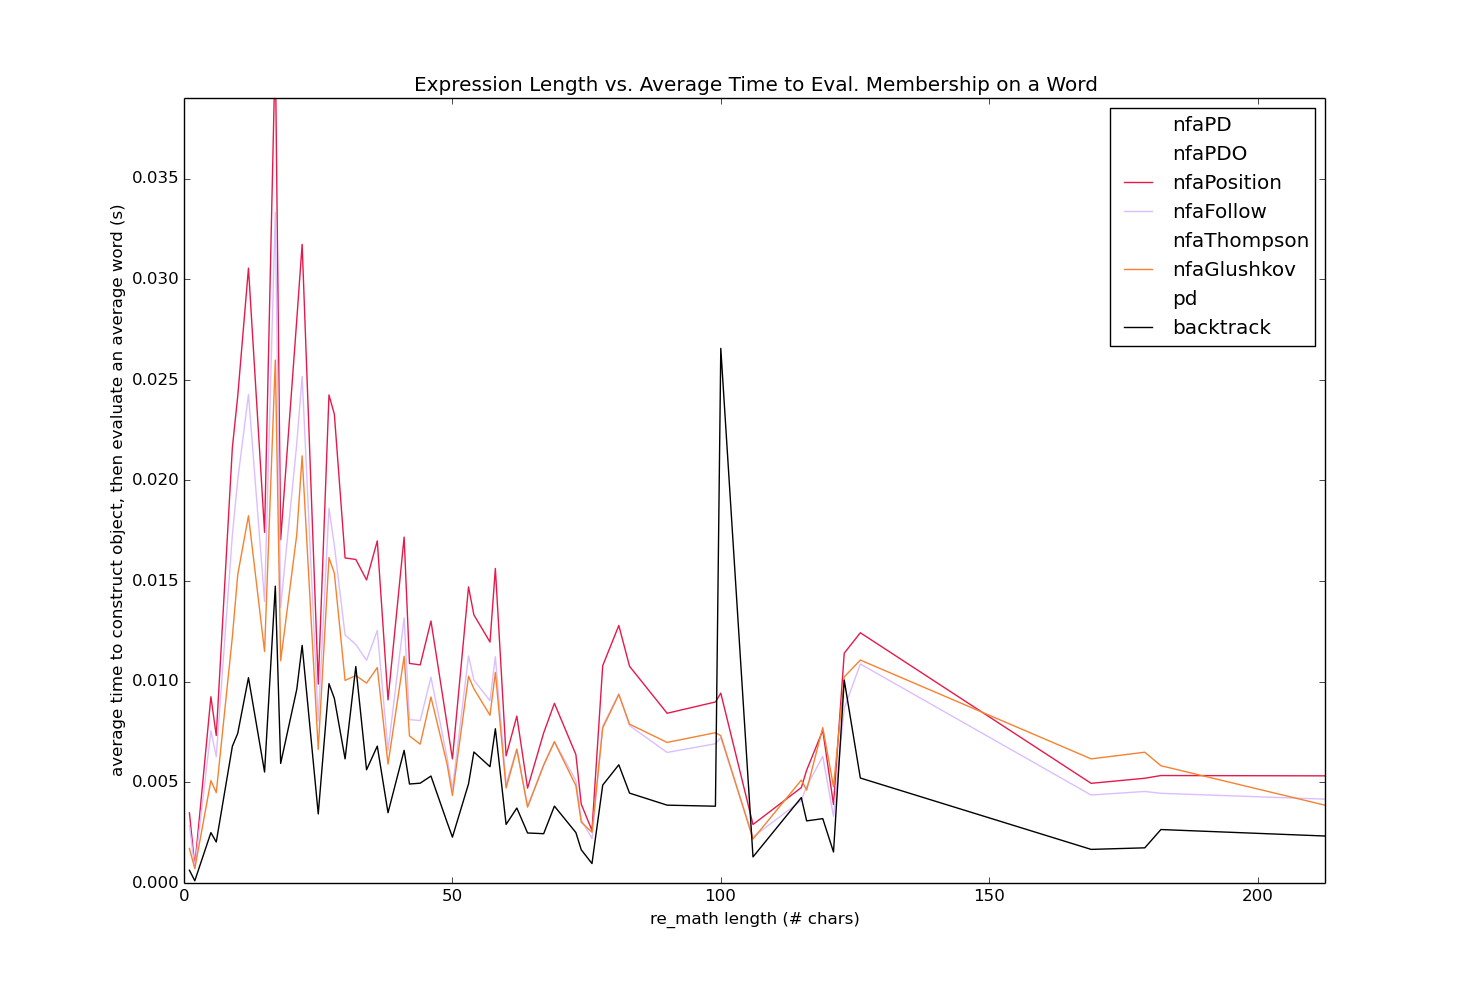 Expression Length vs. Average Time to Eval. Membership on a Word
average time to construct object, then evaluate an average word (s)
0.035
0.030
0.025
0.020
0.015
0.010
0.005
0.000
0
50
100
150
200
re_math length (# chars)
nfaPD
nfaPDO
nfaPosition
nfaFollow
nfaThompson
nfaGlushkov
pd
backtrack